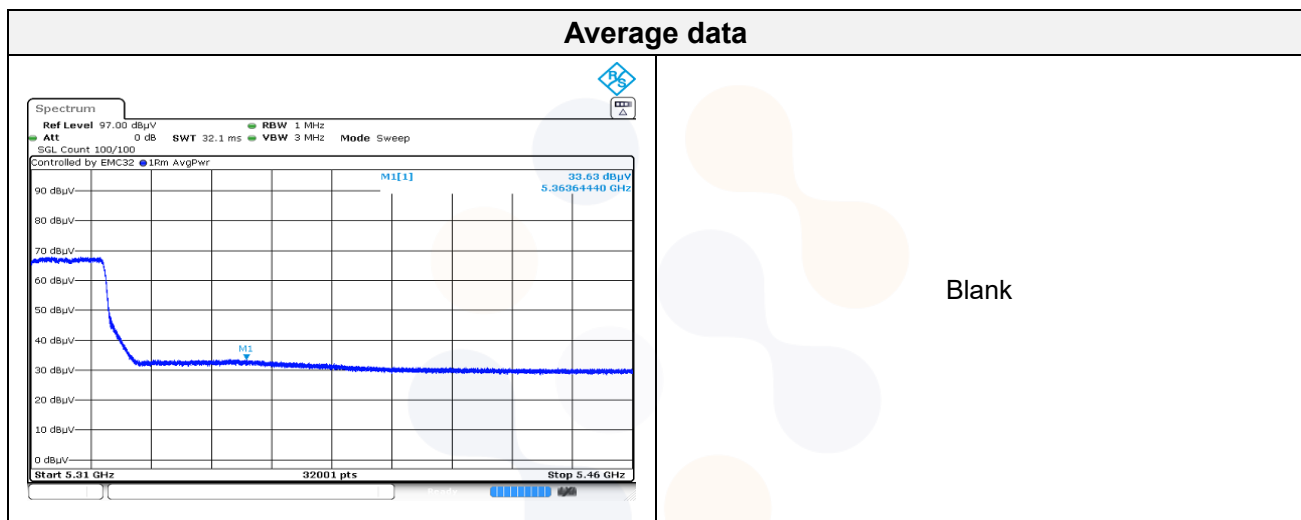 Average data
R S
Spectrum
Ref Level 97.00 dBµV RBW 1 MHz
Att 0 dB SWT 32.1 ms VBW 3 MHz Mode Sweep
SGL Count 100/100
Controlled by EMC32 1Rm AvgPwr
M1[1] 33.63 dBµV
5.36364440 GHz
90 dBµV
80 dBµV
70 dBµV
60 dBµV
50 dBµV
40 dBµV
M1
30 dBµV
20 dBµV
10 dBµV
0 dBµV
Start 5.31 GHz 32001 pts Stop 5.46 GHz
Blank